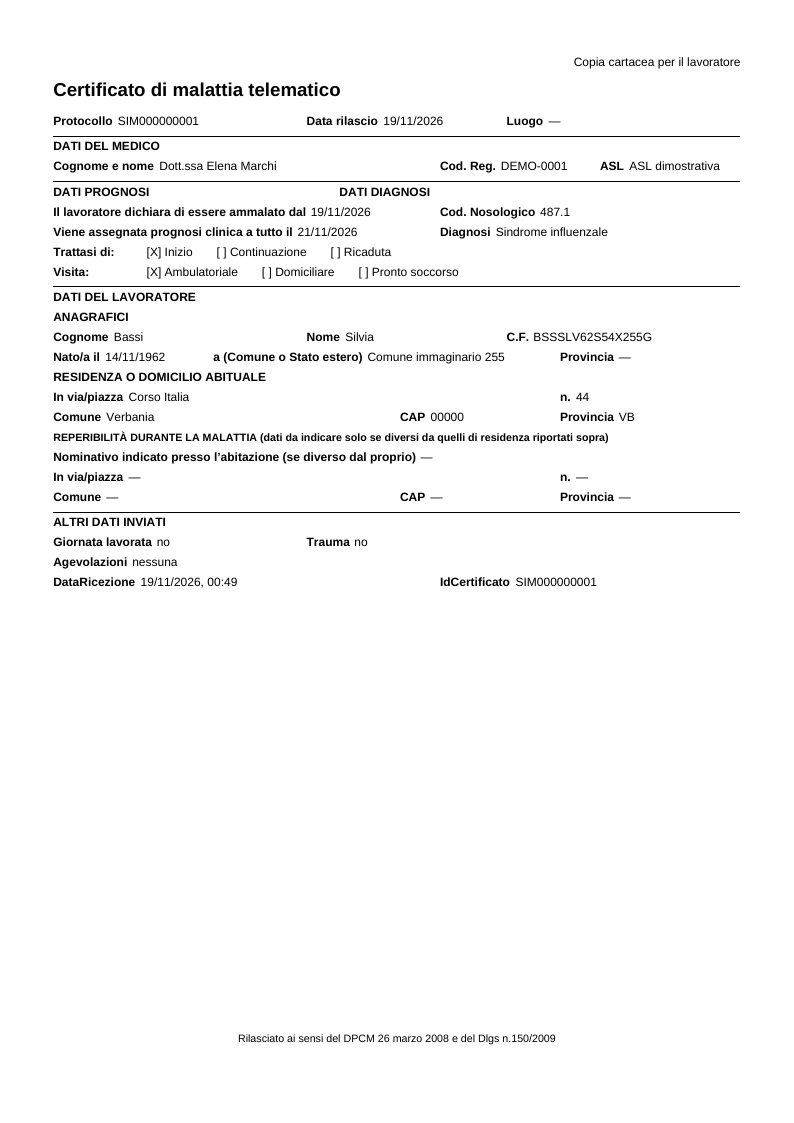 Copia cartacea per il lavoratore
Certificato di malattia telematico
Protocollo SIM000000001 Data rilascio 19/11/2026 Luogo —
DATI DEL MEDICO
Cognome e nome Dott.ssa Elena Marchi Cod. Reg. DEMO-0001 ASL ASL dimostrativa
DATI PROGNOSI DATI DIAGNOSI
Il lavoratore dichiara di essere ammalato dal 19/11/2026 Cod. Nosologico 487.1
Viene assegnata prognosi clinica a tutto il 21/11/2026 Diagnosi Sindrome influenzale
Trattasi di: [X] Inizio [ ] Continuazione [ ] Ricaduta
Visita: [X] Ambulatoriale [ ] Domiciliare [ ] Pronto soccorso
DATI DEL LAVORATORE
ANAGRAFICI
Cognome Bassi Nome Silvia C.F. BSSSLV62S54X255G
Nato/a il 14/11/1962 a (Comune o Stato estero) Comune immaginario 255 Provincia —
RESIDENZA O DOMICILIO ABITUALE
In via/piazza Corso Italia n. 44
Comune Verbania CAP 00000 Provincia VB
REPERIBILITÀ DURANTE LA MALATTIA (dati da indicare solo se diversi da quelli di residenza riportati sopra)
Nominativo indicato presso l'abitazione (se diverso dal proprio) —
In via/piazza — n. —
Comune — CAP — Provincia —
ALTRI DATI INVIATI
Giornata lavorata no Trauma no
Agevolazioni nessuna
DataRicezione 19/11/2026, 00:49 IdCertificato SIM000000001
Rilasciato ai sensi del DPCM 26 marzo 2008 e del Dlgs n.150/2009